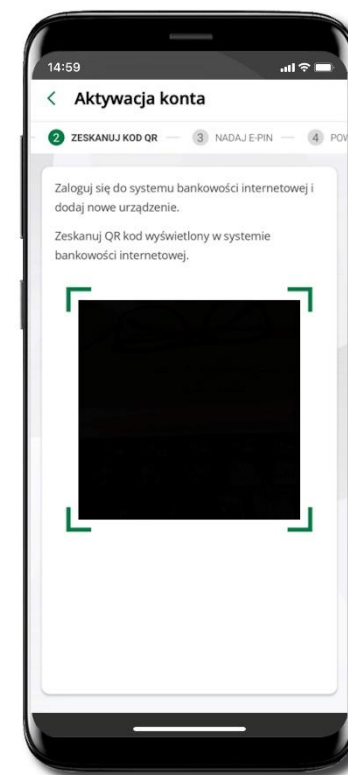 14:59
Aktywacja konta
2 ZESKANUJ KOD QR 3 NADAJ E-PIN 4
Zaloguj się do systemu bankowości internetowej i
dodaj nowe urządzenie.
Zeskanuj QR kod wyświetlony w systemie
bankowości internetowej.